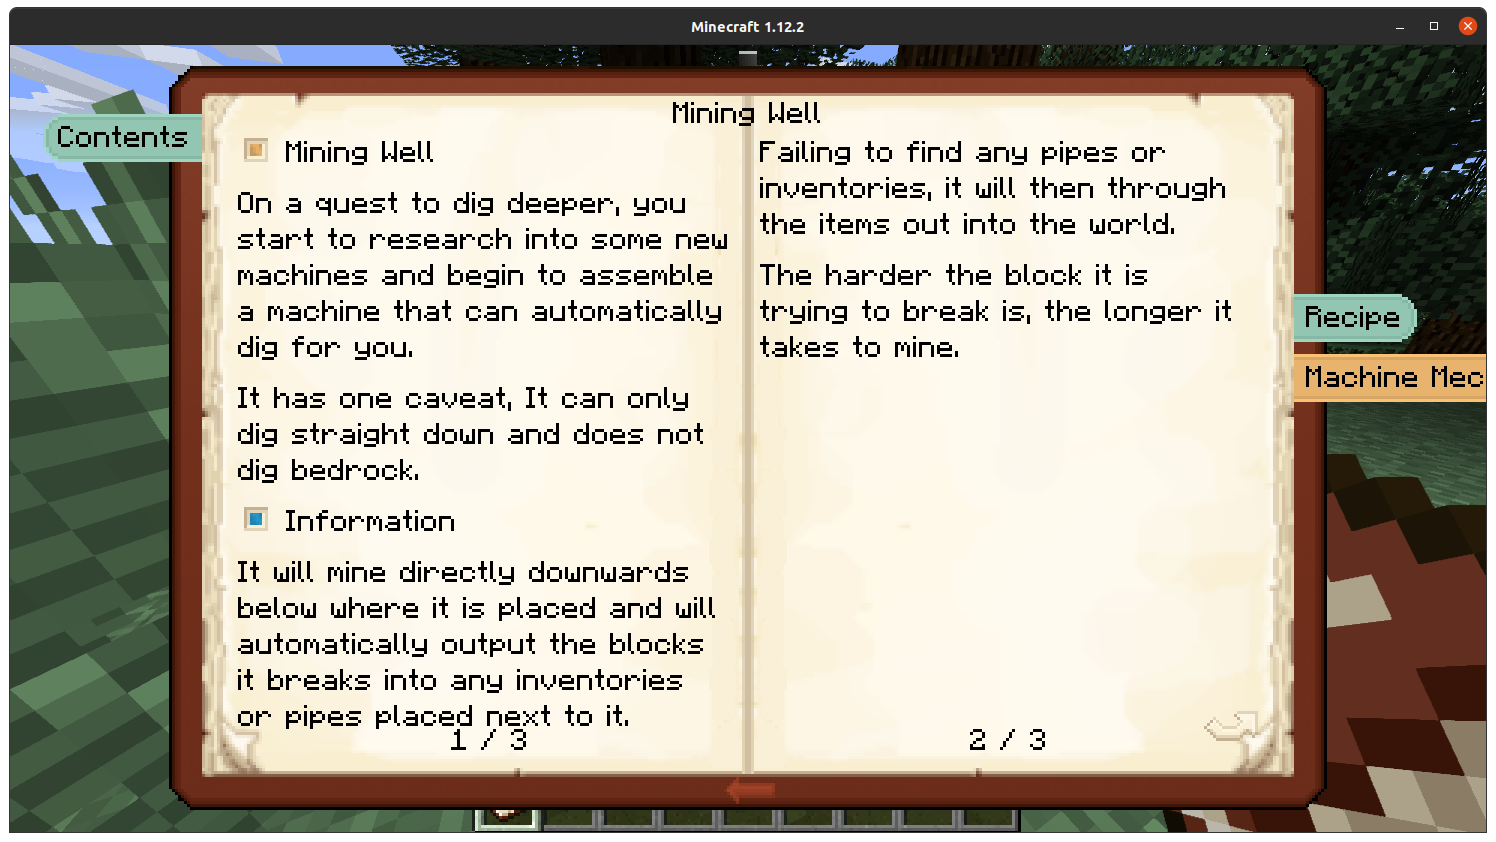 Minecraft 1.12.2
Contents
Mining Well
Mining Well
On a quest to dig deeper, you
start to research into some new
machines and begin to assemble
a machine that can automatically
dig for you.
It has one caveat, It can only
dig straight down and does not
dig bedrock.
Information
It will mine directly downwards
below where it is placed and will
automatically output the blocks
it breaks into any inventories
or pipes placed next to it.
1 / 3
Failing to find any pipes or
inventories, it will then through
the items out into the world.
The harder the block it is
trying to break is, the longer it
takes to mine.
2 / 3
Recipe
Machine Mec